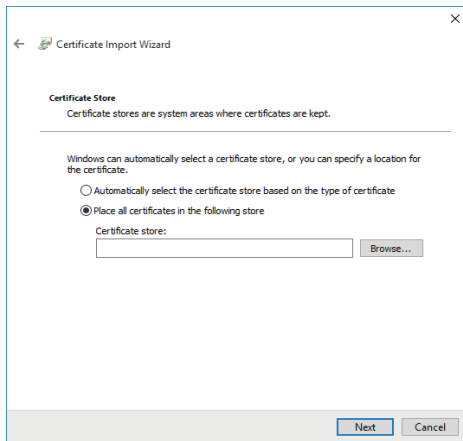 Certificate Import Wizard
Certificate Store
Certificate stores are system areas where certificates are kept.
Windows can automatically select a certificate store, or you can specify a location for
the certificate.
Automatically select the certificate store based on the type of certificate
Place all certificates in the following store
Certificate store:
Browse...
Next Cancel